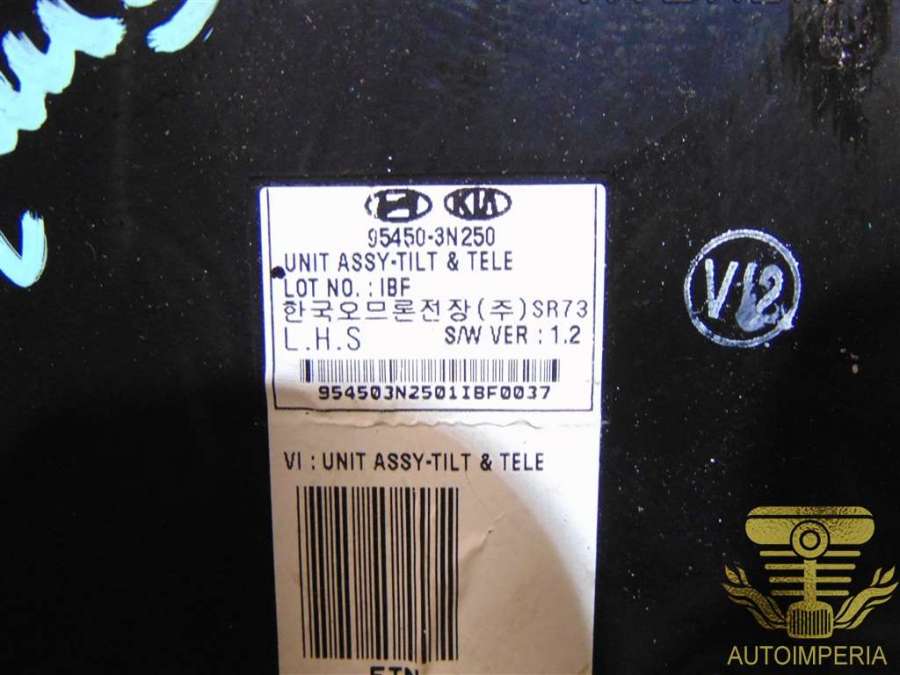 KIA
95450-3N250
UNIT ASSY-TILT & TELE
LOT NO. : IBF
한국오므론전장(주)SR73
L.H.S S/W VER : 1.2
954503N2501IBF0037
VI : UNIT ASSY-TILT & TELE
V12
AUTOIMPERIA